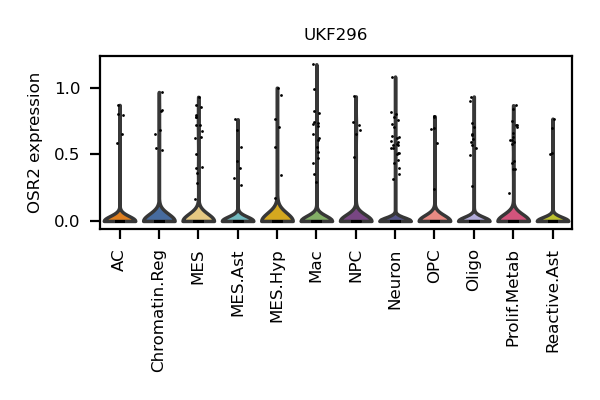 UKF296
OSR2 expression
1.0
0.5
0.0
AC
Chromatin.Reg
MES
MES.Ast
MES.Hyp
Mac
NPC
Neuron
OPC
Oligo
Prolif.Metab
Reactive.Ast